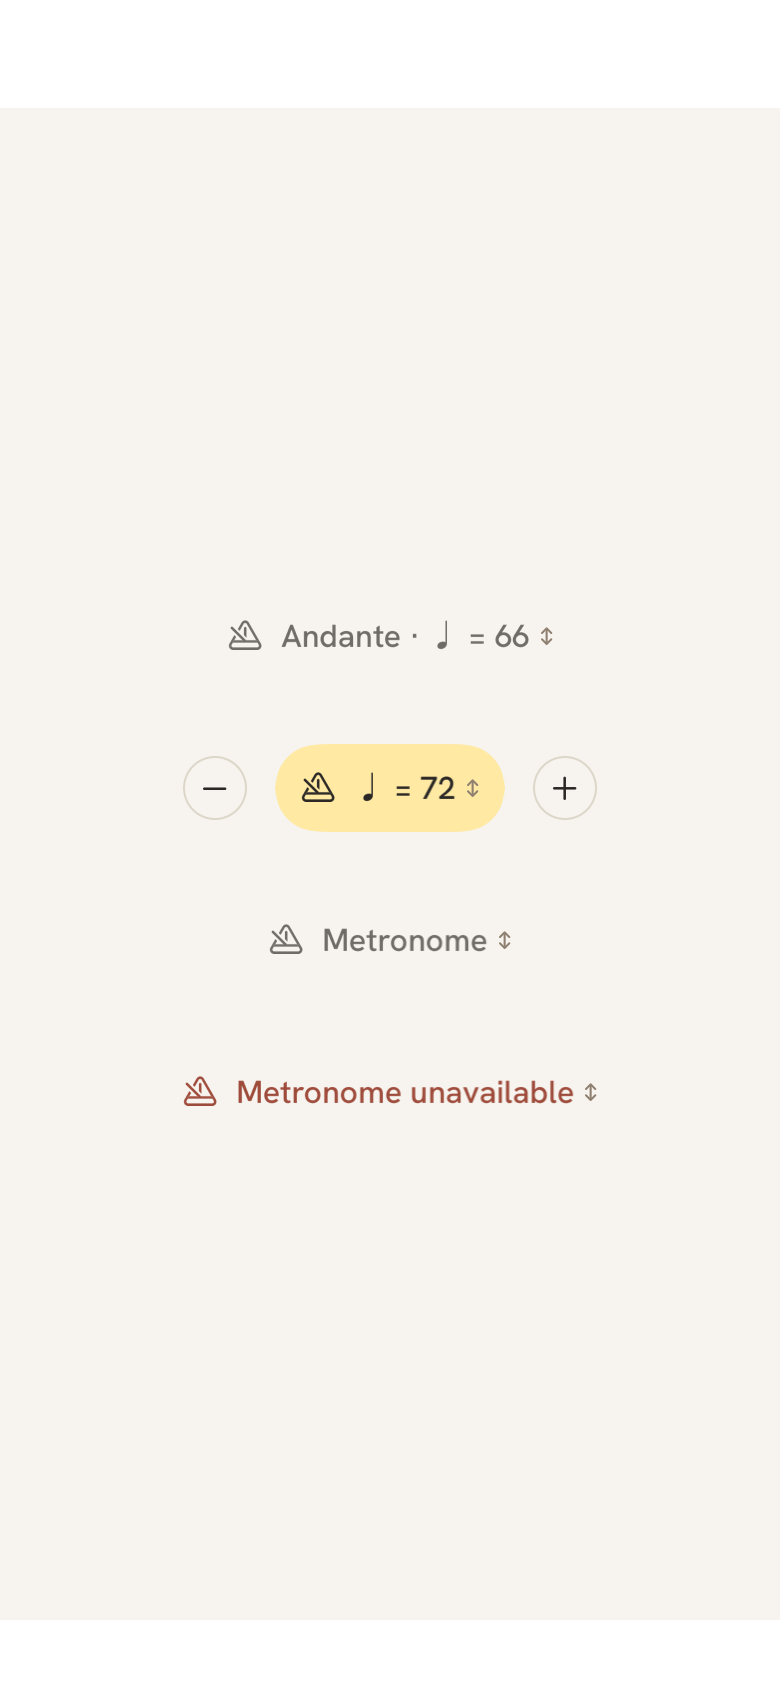 Andante · ♩ = 66
♩ = 72
Metronome
Metronome unavailable